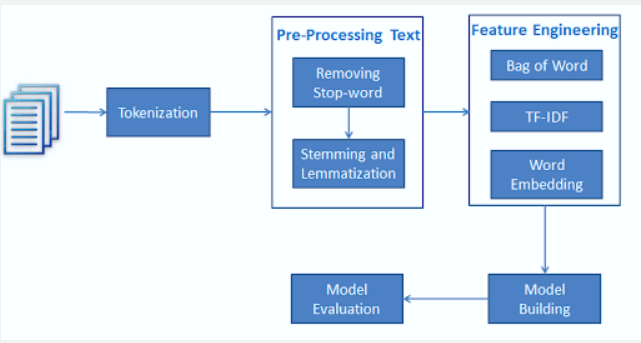 Pre-Processing Text
Feature Engineering
Tokenization
Removing
Stop-word
Stemming and
Lemmatization
Bag of Word
TF-IDF
Word
Embedding
Model
Building
Model
Evaluation